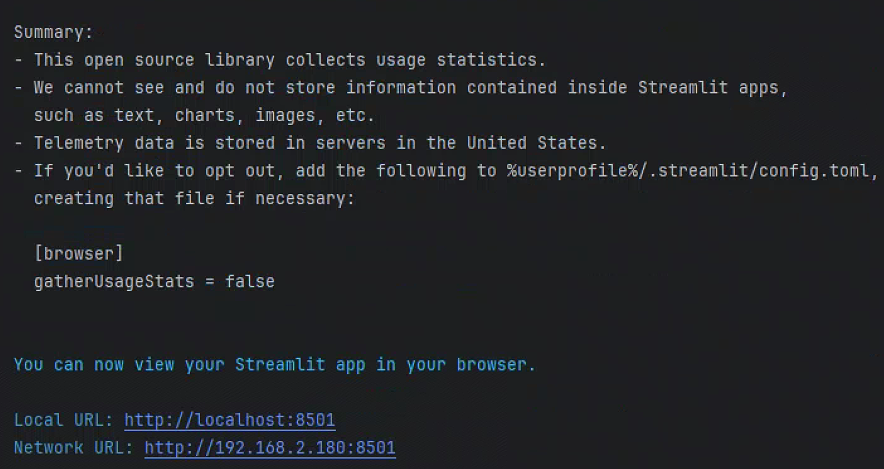 Summary:
- This open source library collects usage statistics.
- We cannot see and do not store information contained inside Streamlit apps,
  such as text, charts, images, etc.
- Telemetry data is stored in servers in the United States.
- If you'd like to opt out, add the following to %userprofile%/.streamlit/config.toml,
  creating that file if necessary:

  [browser]
  gatherUsageStats = false

You can now view your Streamlit app in your browser.

Local URL: http://localhost:8501
Network URL: http://192.168.2.180:8501